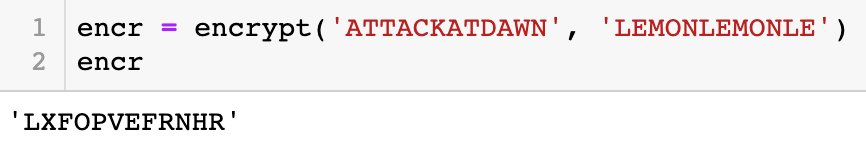 1 encr = encrypt('ATTACKATDAWN', 'LEMONLEMONLE')
2 encr
'LXFOPVEFRNHR'